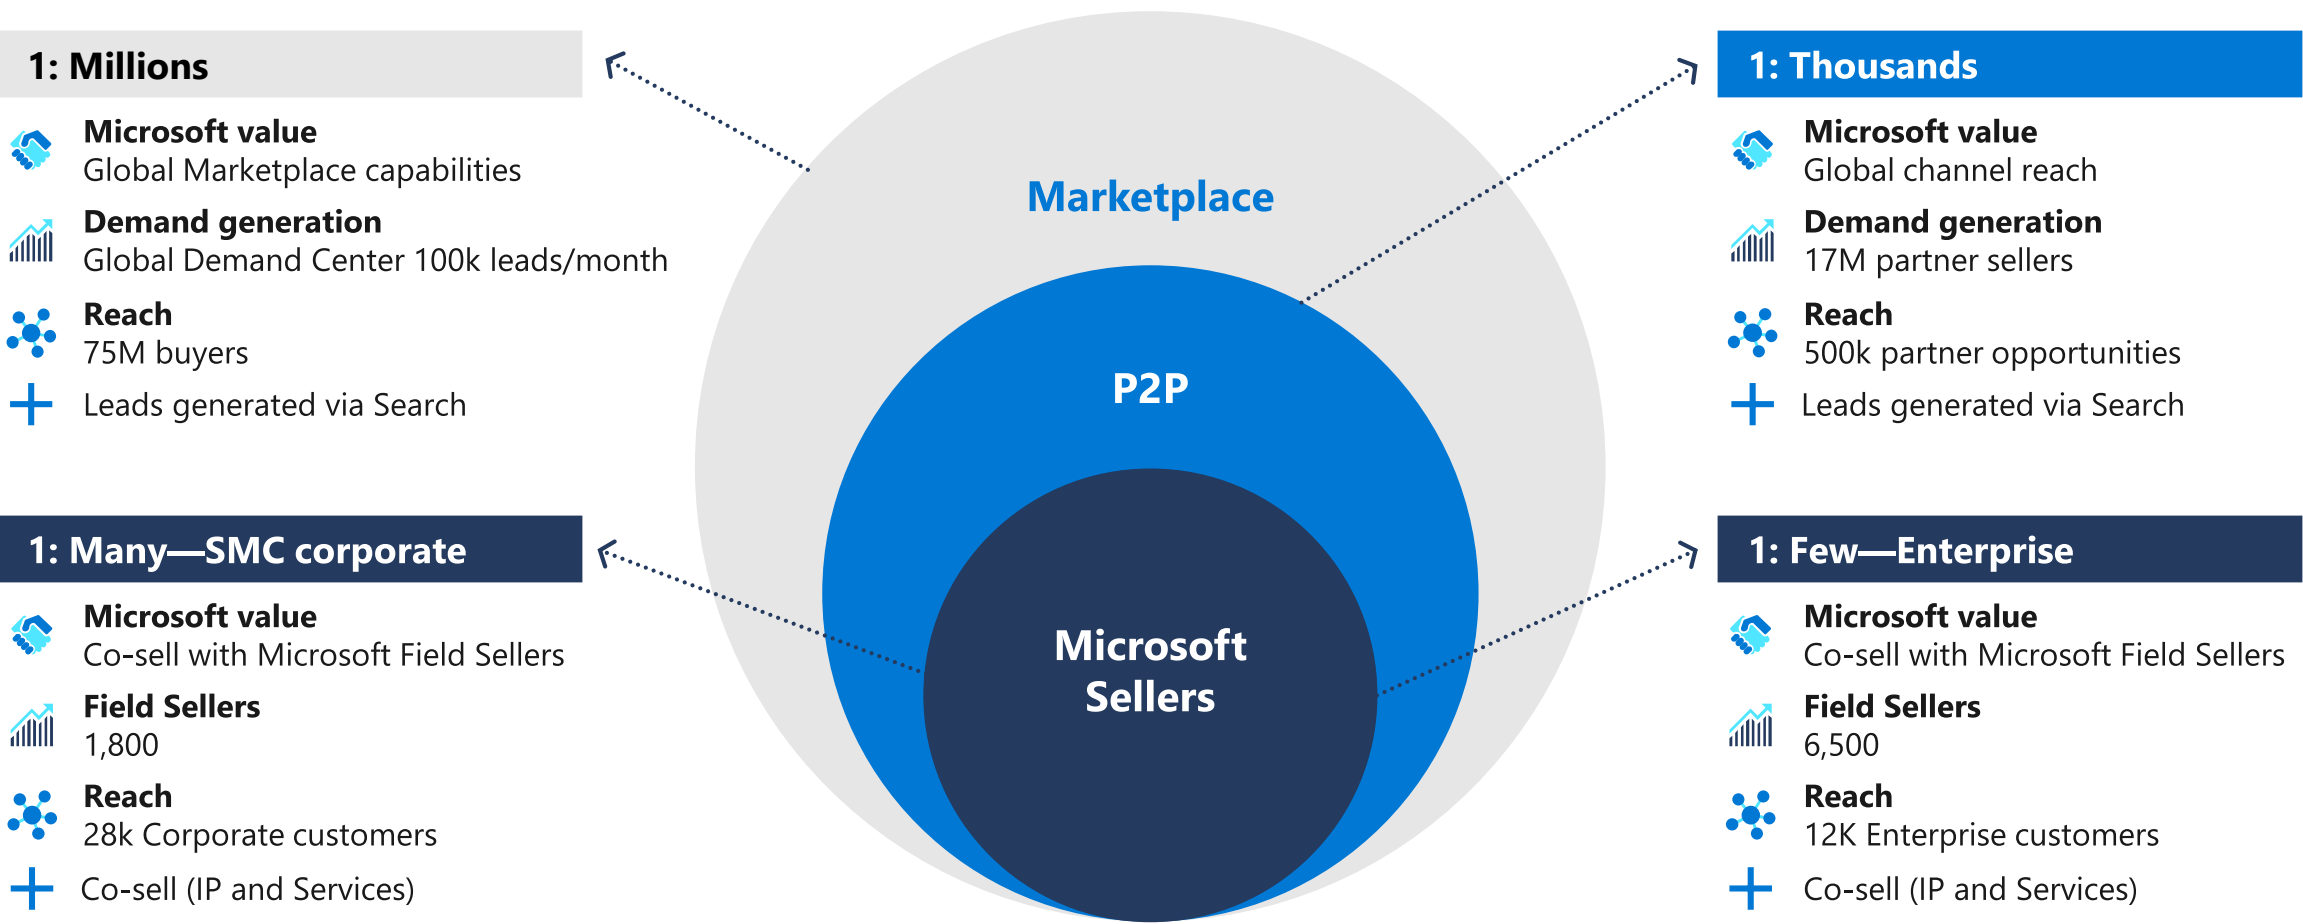 1: Millions
Microsoft value
Global Marketplace capabilities
Demand generation
Global Demand Center 100k leads/month
Reach
75M buyers
Leads generated via Search
Marketplace
P2P
Microsoft
Sellers
1: Thousands
Microsoft value
Global channel reach
Demand generation
17M partner sellers
Reach
500k partner opportunities
Leads generated via Search
1: Many—SMC corporate
Microsoft value
Co-sell with Microsoft Field Sellers
Field Sellers
1,800
Reach
28k Corporate customers
Co-sell (IP and Services)
1: Few—Enterprise
Microsoft value
Co-sell with Microsoft Field Sellers
Field Sellers
6,500
Reach
12K Enterprise customers
Co-sell (IP and Services)